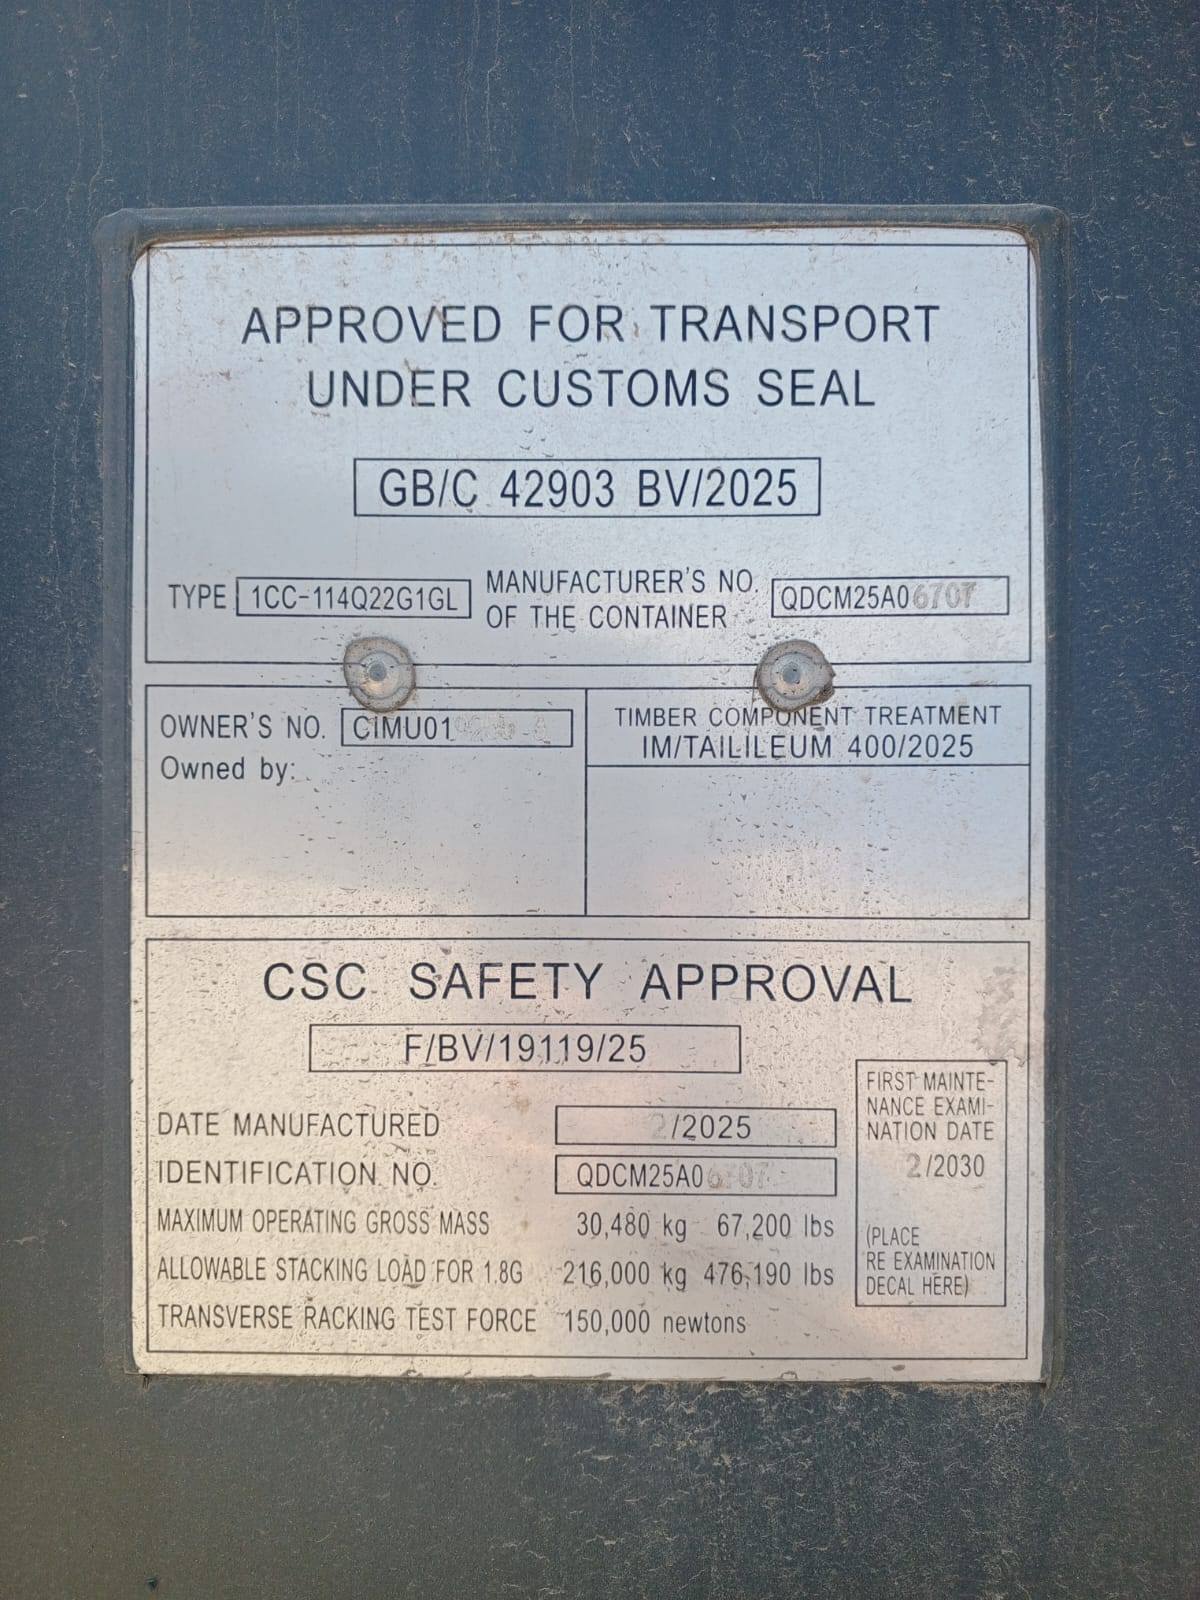 APPROVED FOR TRANSPORT
UNDER CUSTOMS SEAL
GB/C 42903 BV/2025
TYPE 1CC-114Q22G1GL
MANUFACTURER'S NO.
OF THE CONTAINER
QDCM25A06707
OWNER'S NO.
Owned by:
TIMBER COMPONENT TREATMENT
IM/TAILILEUM 400/2025
CSC SAFETY APPROVAL
F/BV/19119/25
DATE MANUFACTURED 2/2025
IDENTIFICATION NO. QDCM25A06707
MAXIMUM OPERATING GROSS MASS 30,480 kg 67,200 lbs
ALLOWABLE STACKING LOAD FOR 1.8G 216,000 kg 476,190 lbs
TRANSVERSE RACKING TEST FORCE 150,000 newtons
FIRST MAINTE-
NANCE EXAMI-
NATION DATE
2/2030
(PLACE
RE EXAMINATION
DECAL HERE)